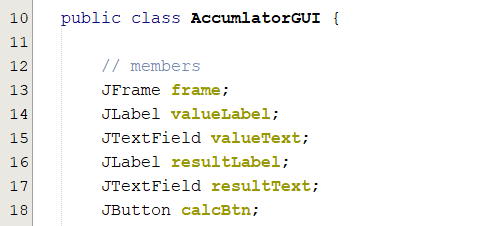 10 public class AccumlatorGUI {
11
12 // members
13 JFrame frame;
14 JLabel valueLabel;
15 JTextField valueText;
16 JLabel resultLabel;
17 JTextField resultText;
18 JButton calcBtn;